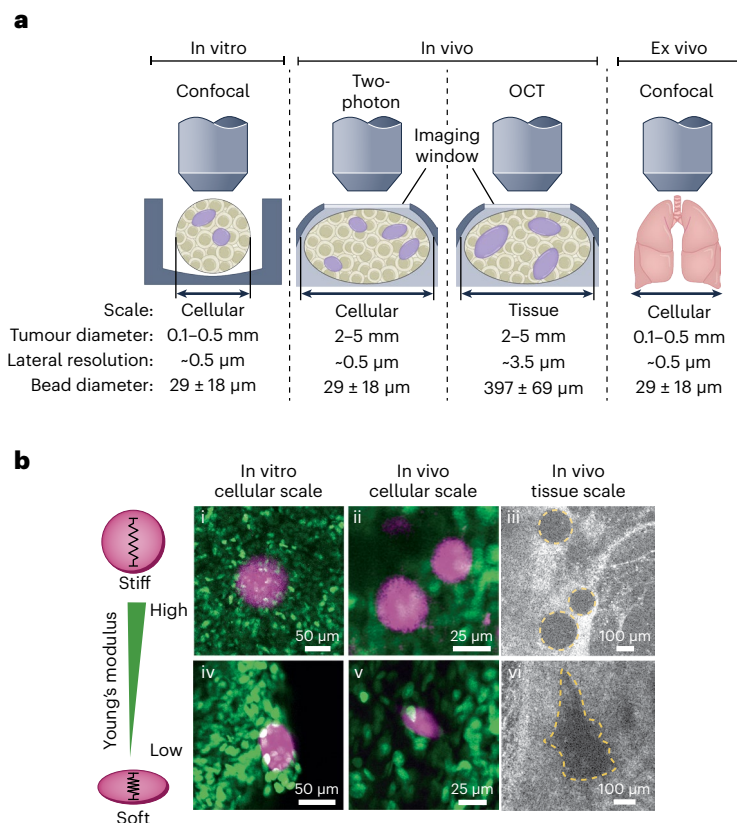 a
In vitro
In vivo
Ex vivo
Confocal
Two-
photon
OCT
Confocal
Imaging
window
Scale: Cellular Cellular Tissue Cellular
Tumour diameter: 0.1–0.5 mm 2–5 mm 2–5 mm 0.1–0.5 mm
Lateral resolution: ~0.5 μm ~0.5 μm ~3.5 μm ~0.5 μm
Bead diameter: 29 ± 18 μm 29 ± 18 μm 397 ± 69 μm 29 ± 18 μm
b
In vitro
cellular scale
In vivo
cellular scale
In vivo
tissue scale
Stiff
High
Young's modulus
Low
Soft
i
50 μm
ii
25 μm
iii
100 μm
iv
50 μm
v
25 μm
vi
100 μm